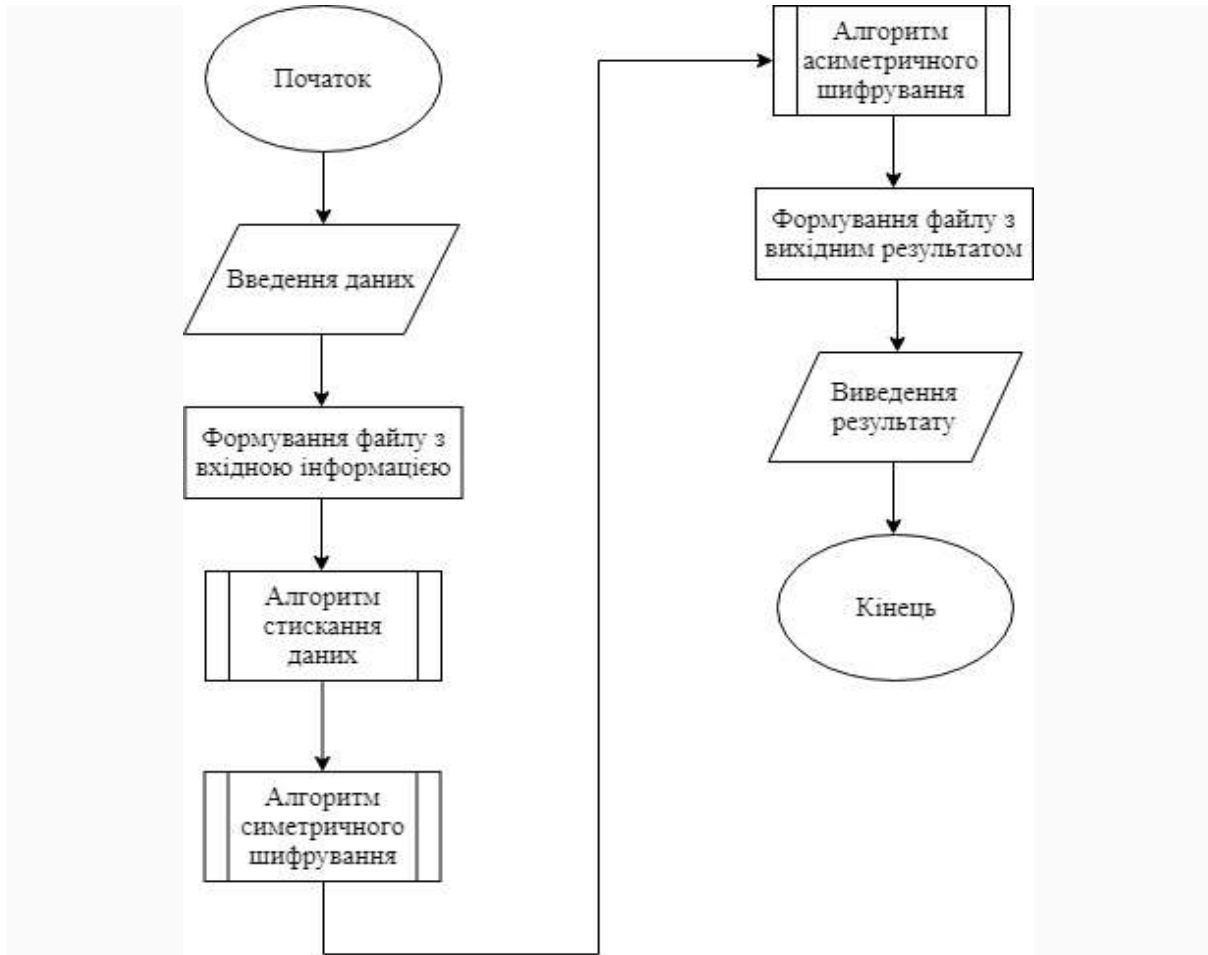 Початок
Введення даних
Формування файлу з
вхідною інформацією
Алгоритм
стискання
даних
Алгоритм
симетричного
шифрування
Алгоритм
асиметричного
шифрування
Формування файлу з
вихідним результатом
Виведення
результату
Кінець